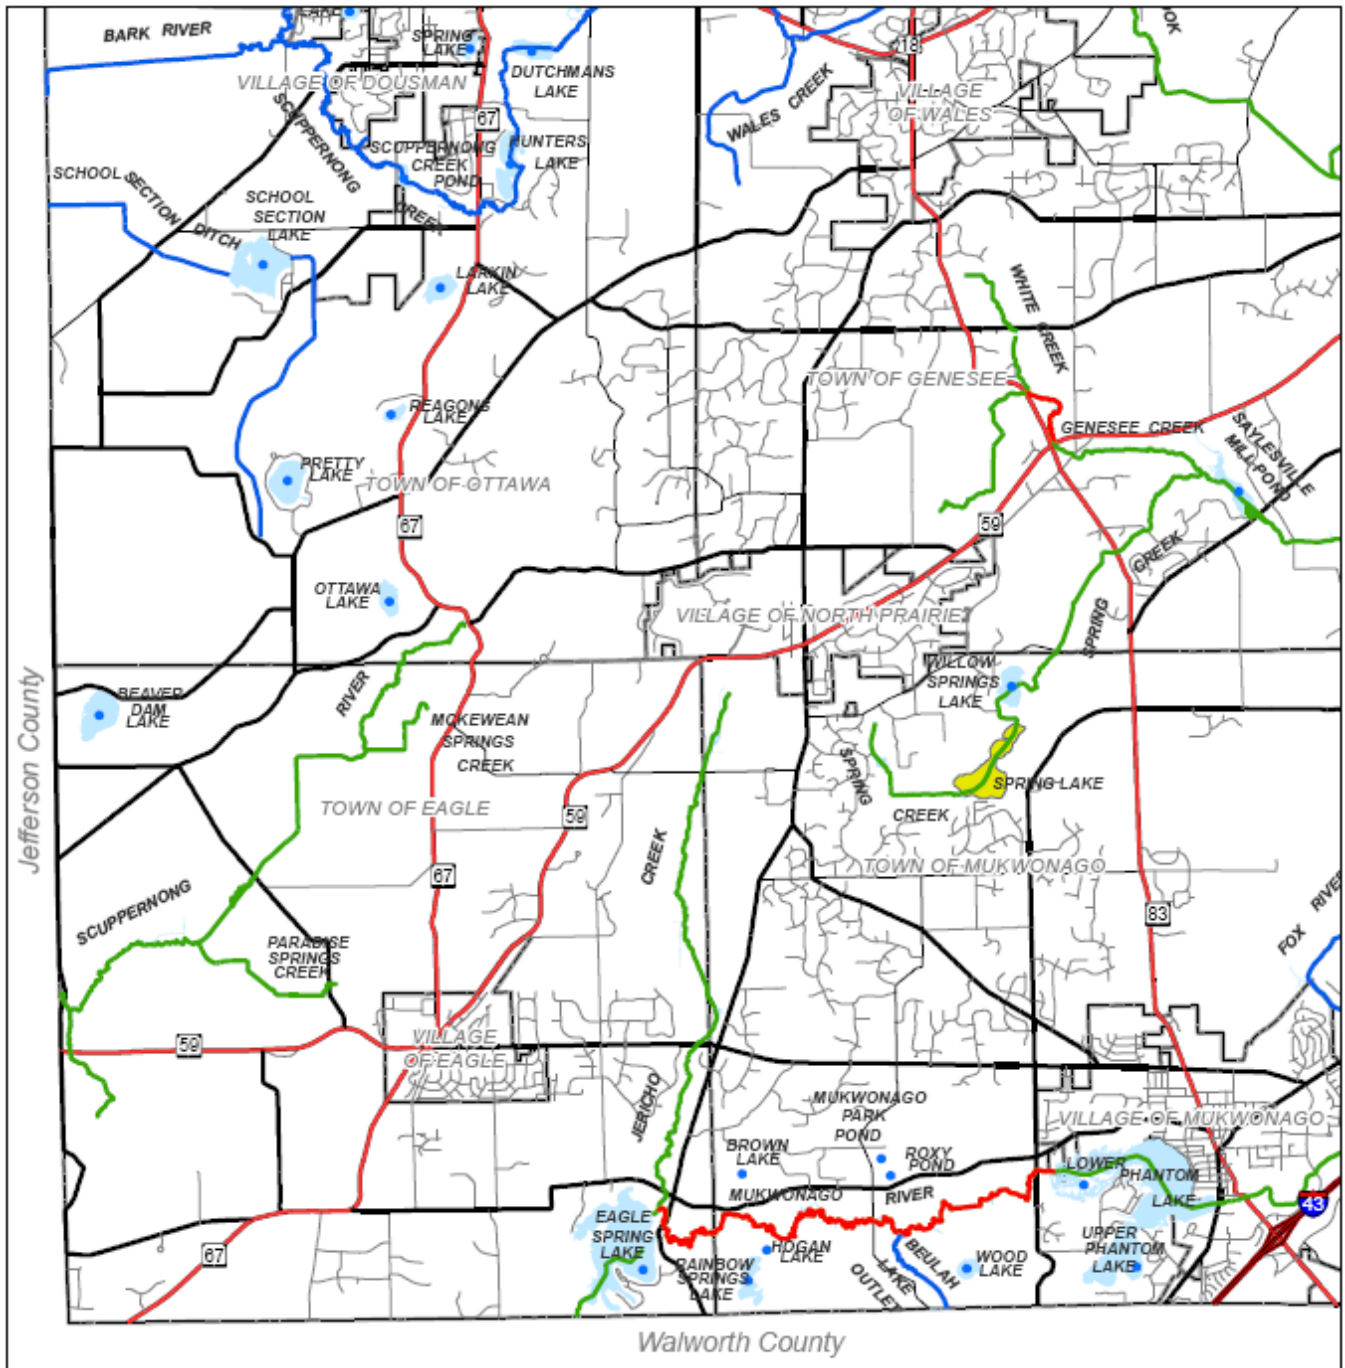 LAKE
OOK
BARK RIVER
SPRING
LAKE
18
VILLAGE OF DOUSMAN
DUTCHMANS
LAKE
WALES CREEK
VILLAGE
OF WALES
SCUPPERNONG
CREEK
67
SCUPPERNONG
CREEK
POND
HUNTERS
LAKE
SCHOOL SECTION DITCH
SCHOOL
SECTION
LAKE
LARKIN
LAKE
WHITE CREEK
TOWN OF GENESEE
REAGONS
LAKE
GENESEE CREEK
SAYLESVILLE
MILL POND
PRETTY
LAKE
TOWN OF OTTAWA
67
59
OTTAWA
LAKE
VILLAGE OF NORTH PRAIRIE
SPRING CREEK
WILLOW
SPRINGS
LAKE
Jefferson County
BEAVER
DAM
LAKE
RIVER
MCKEWEAN
SPRINGS
CREEK
SPRING
CREEK
SPRING LAKE
TOWN OF EAGLE
59
CREEK
TOWN OF MUKWONAGO
67
SCUPPERNONG
83
FOX RIVER
PARADISE
SPRINGS
CREEK
59
VILLAGE
OF EAGLE
JERICHO
MUKWONAGO
PARK
POND
VILLAGE OF MUKWONAGO
BROWN
LAKE
ROXY
POND
LOWER
PHANTOM
LAKE
MUKWONAGO RIVER
43
EAGLE
SPRING
LAKE
67
HOGAN
LAKE
RAINBOW
SPRINGS
LAKE
BEULAH
LAKE
OUTLET
WOOD
LAKE
UPPER
PHANTOM
LAKE
Walworth County